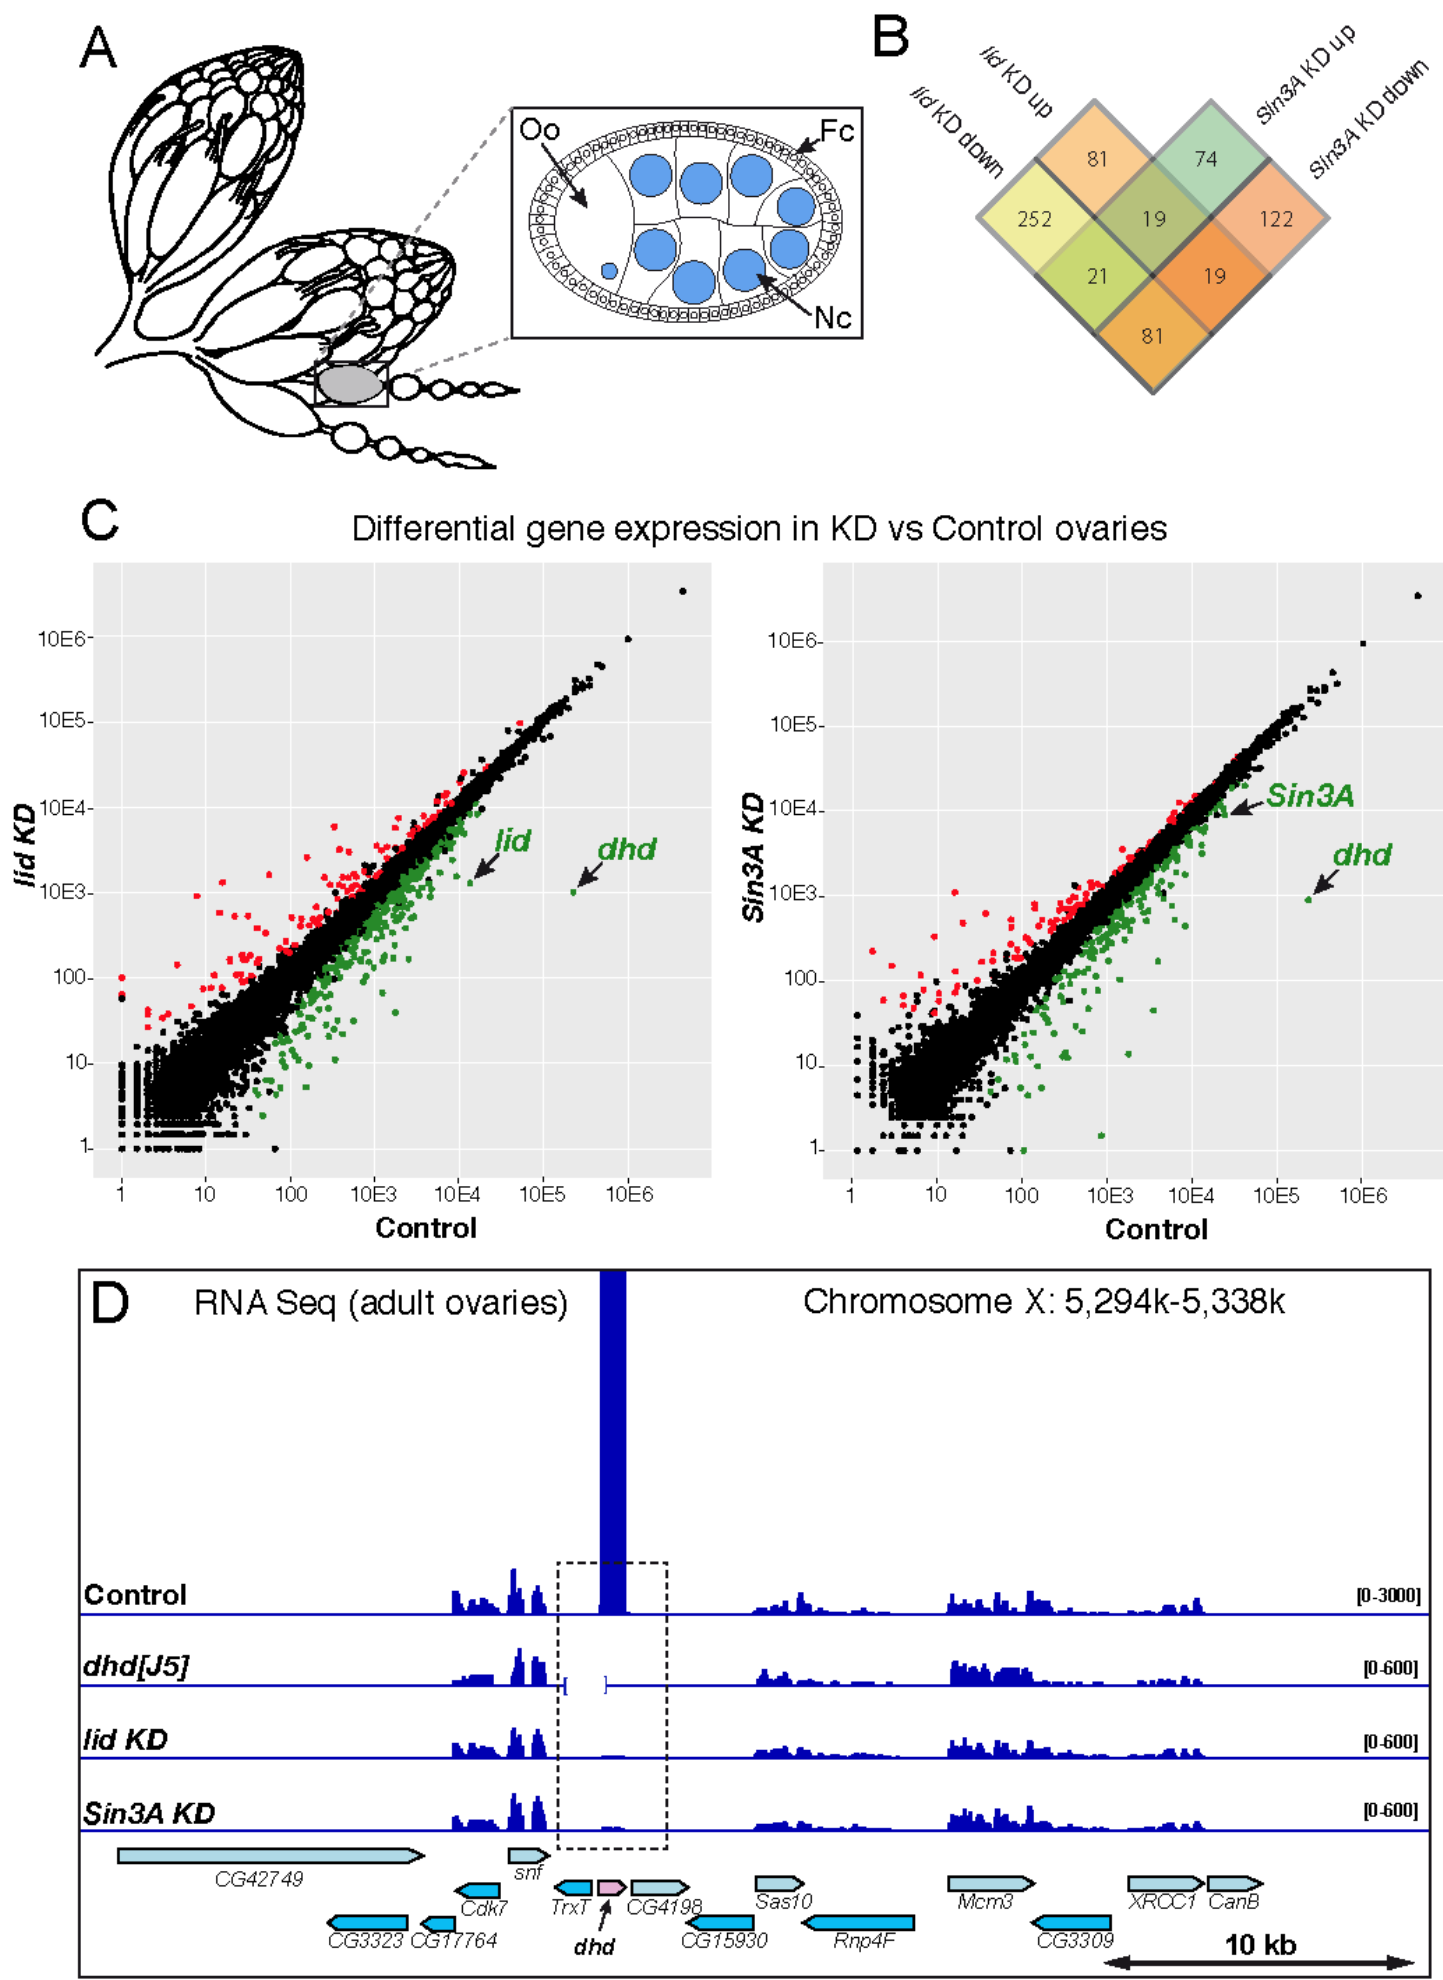 A
Oo
Fc
Nc
B
lid KD down
lid KD up
Sin3A KD up
Sin3A KD down
81
74
252
19
122
21
19
81
C
Differential gene expression in KD vs Control ovaries
lid KD
10E6
10E5
10E4
10E3
100
10
1
lid
dhd
1 10 100 10E3 10E4 10E5 10E6
Control
Sin3A KD
10E6
10E5
10E4
10E3
100
10
1
Sin3A
dhd
1 10 100 10E3 10E4 10E5 10E6
Control
D
RNA Seq (adult ovaries)
Chromosome X: 5,294k-5,338k
Control [0-3000]
dhd[J5] [0-600]
lid KD [0-600]
Sin3A KD [0-600]
CG42749
snf
Cdk7
TrxT
CG4198
Sas10
Mcm3
XRCC1
CanB
CG3323
CG17764
dhd
CG15930
Rnp4F
CG3309
10 kb